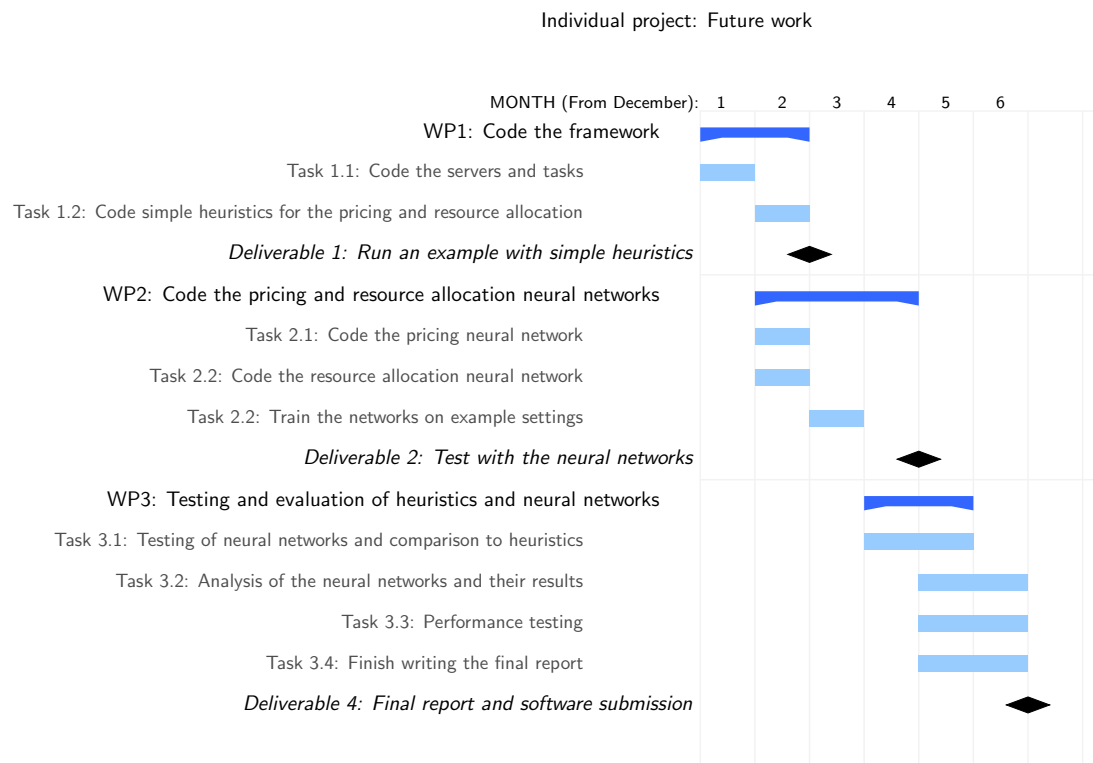 Individual project: Future work
MONTH (From December): 1 2 3 4 5 6
WP1: Code the framework
Task 1.1: Code the servers and tasks
Task 1.2: Code simple heuristics for the pricing and resource allocation
Deliverable 1: Run an example with simple heuristics
WP2: Code the pricing and resource allocation neural networks
Task 2.1: Code the pricing neural network
Task 2.2: Code the resource allocation neural network
Task 2.2: Train the networks on example settings
Deliverable 2: Test with the neural networks
WP3: Testing and evaluation of heuristics and neural networks
Task 3.1: Testing of neural networks and comparison to heuristics
Task 3.2: Analysis of the neural networks and their results
Task 3.3: Performance testing
Task 3.4: Finish writing the final report
Deliverable 4: Final report and software submission